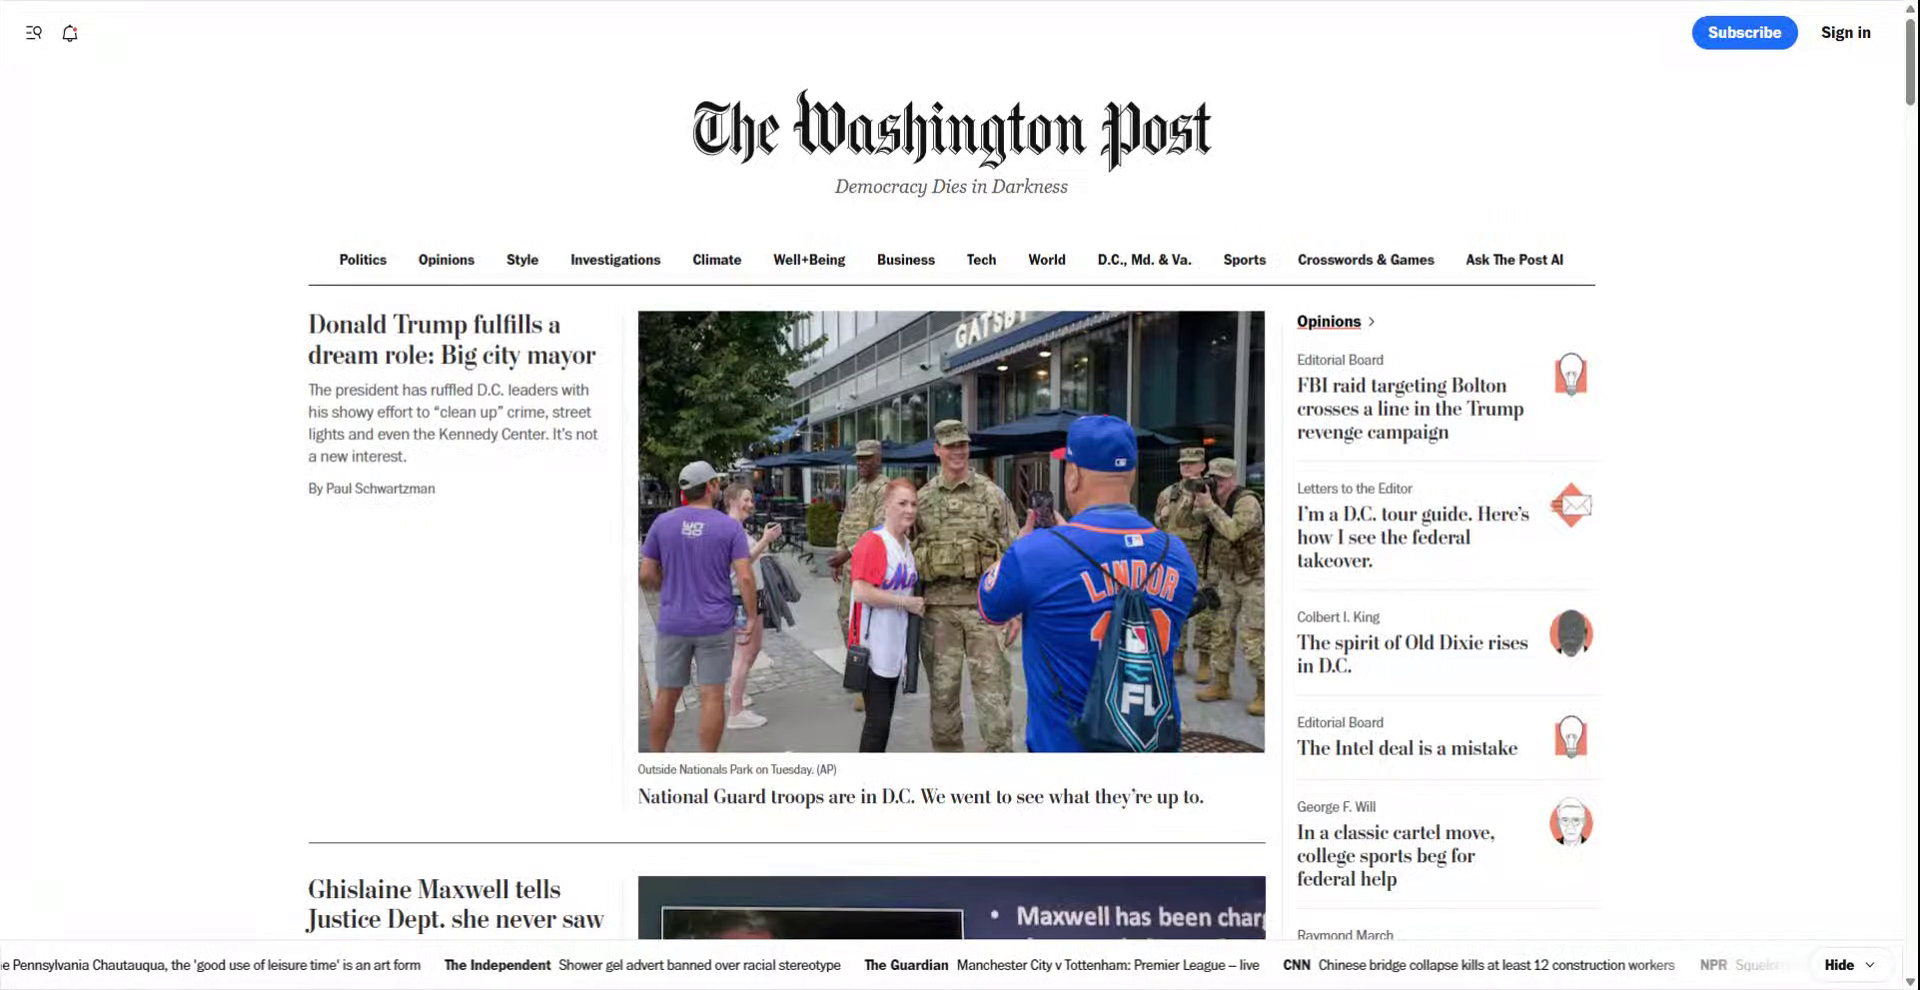 Subscribe
Sign in
The Washington Post
Democracy Dies in Darkness
Politics Opinions Style Investigations Climate Well+Being Business Tech World D.C., Md. & Va. Sports Crosswords & Games Ask The Post AI
Donald Trump fulfills a
dream role: Big city mayor
The president has ruffled D.C. leaders with
his showy effort to “clean up” crime, street
lights and even the Kennedy Center. It’s not
a new interest.
By Paul Schwartzman
GATSBY
LINDOR
FL
Outside Nationals Park on Tuesday. (AP)
National Guard troops are in D.C. We went to see what they’re up to.
Ghislaine Maxwell tells
Justice Dept. she never saw
• Maxwell has been charg
Opinions >
Editorial Board
FBI raid targeting Bolton
crosses a line in the Trump
revenge campaign
Letters to the Editor
I’m a D.C. tour guide. Here’s
how I see the federal
takeover.
Colbert I. King
The spirit of Old Dixie rises
in D.C.
Editorial Board
The Intel deal is a mistake
George F. Will
In a classic cartel move,
college sports beg for
federal help
Raymond March
e Pennsylvania Chautauqua, the 'good use of leisure time' is an art form The Independent Shower gel advert banned over racial stereotype The Guardian Manchester City v Tottenham: Premier League – live CNN Chinese bridge collapse kills at least 12 construction workers NPR
Hide